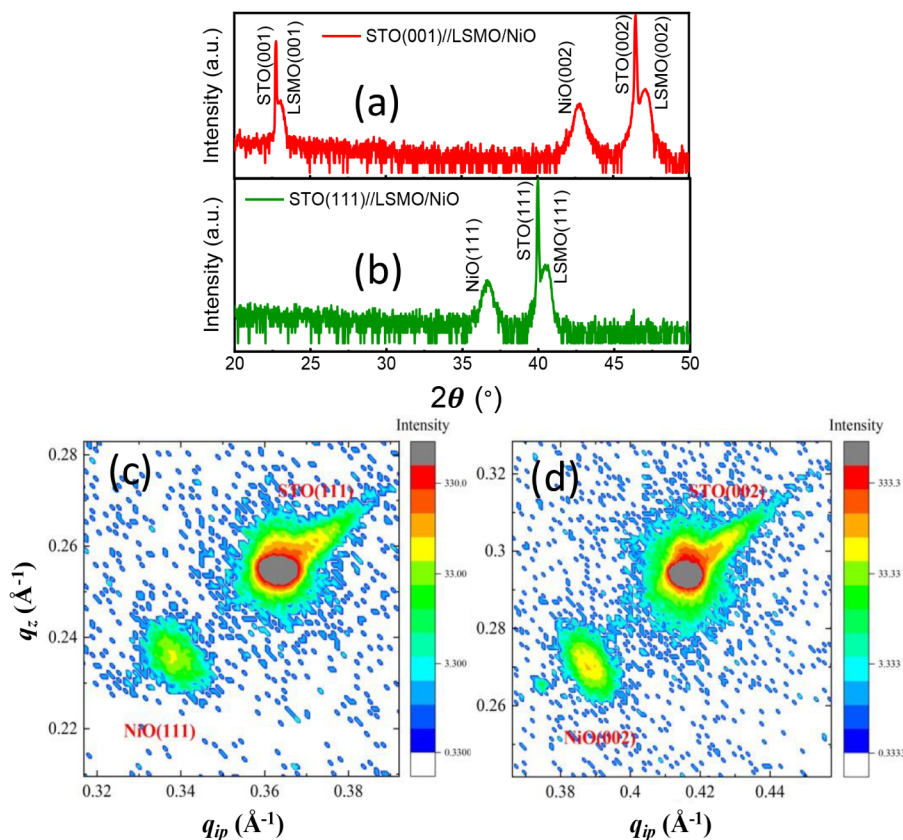 STO(001)//LSMO/NiO
Intensity (a.u.)
STO(001)
LSMO(001)
(a)
NiO(002)
STO(002)
LSMO(002)
STO(111)//LSMO/NiO
Intensity (a.u.)
(b)
NiO(111)
STO(111)
LSMO(111)
20 25 30 35 40 45 50
2θ (°)
(c)
Intensity
STO(111)
NiO(111)
0.28
0.26
0.24
0.22
0.32 0.34 0.36 0.38
330.0
33.00
3.300
0.3300
q_z (Å⁻¹)
q_ip (Å⁻¹)
(d)
Intensity
STO(002)
NiO(002)
0.32
0.3
0.28
0.26
0.38 0.4 0.42 0.44
333.3
33.33
3.333
0.3333
q_ip (Å⁻¹)